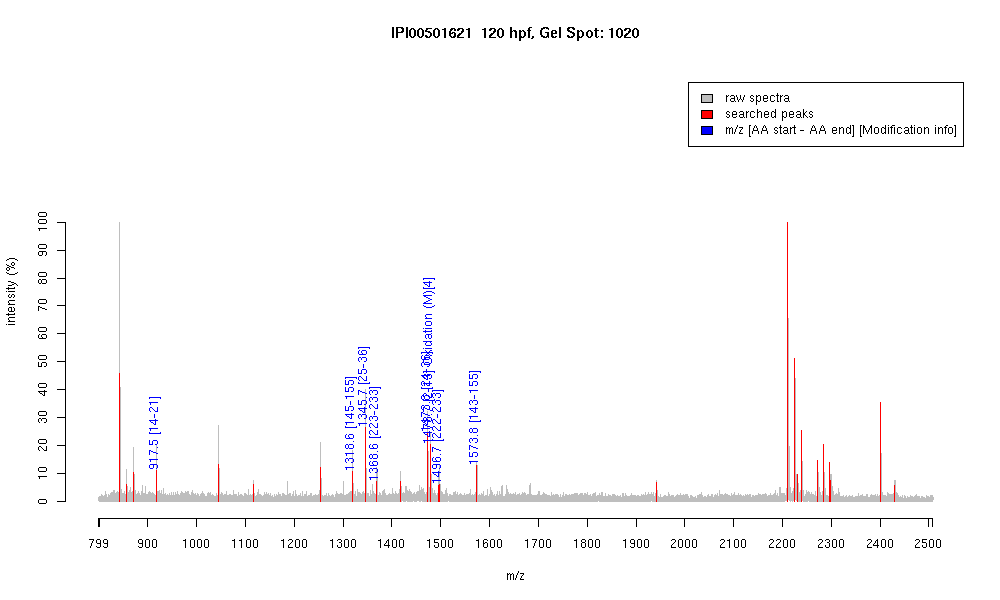 IPI00501621 120 hpf, Gel Spot: 1020
raw spectra
searched peaks
m/z [AA start - AA end] [Modification info]
intensity (%)
100
90
80
70
60
50
40
30
20
10
0
917.5 [14-21]
1318.6 [145-155]
1345.7 [25-36]
1368.6 [223-233]
Oxidation (M)[4]
1496.7 [222-233]
1573.8 [143-155]
799 900 1000 1100 1200 1300 1400 1500 1600 1700 1800 1900 2000 2100 2200 2300 2400 2500
m/z